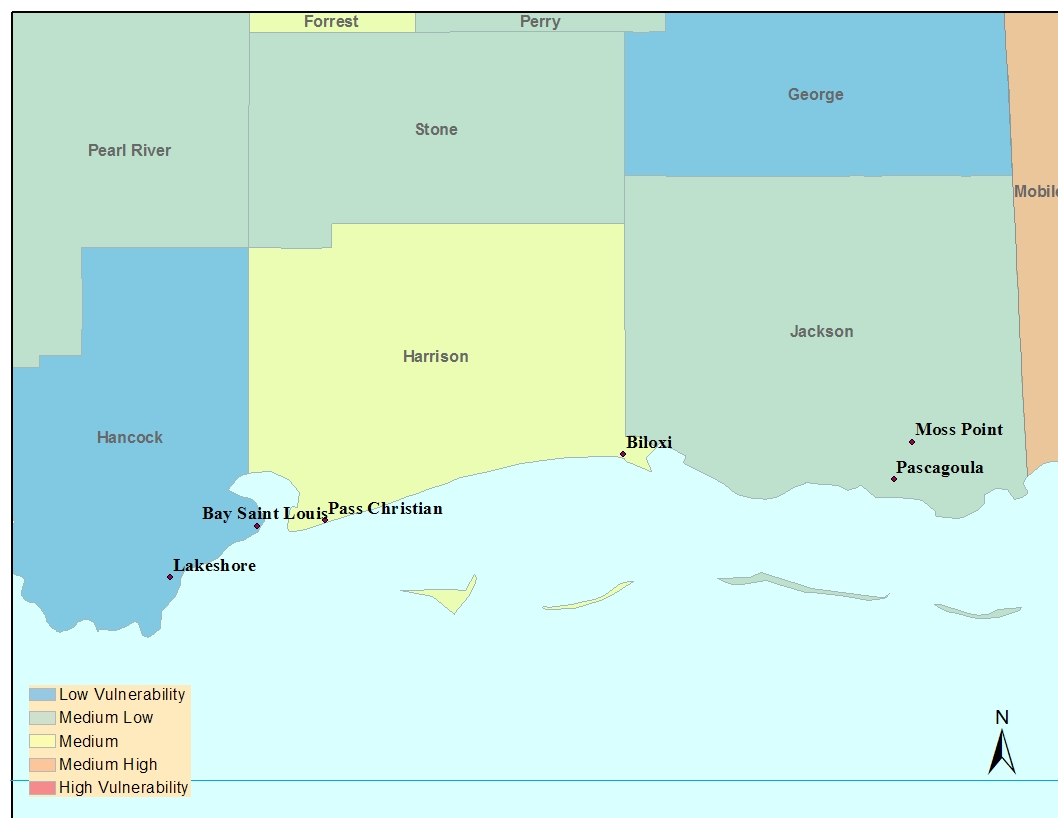 Forrest
Perry
George
Stone
Pearl River
Mobile
Jackson
Harrison
Hancock
Moss Point
Biloxi
Pascagoula
Pass Christian
Bay Saint Louis
Lakeshore
Low Vulnerability
Medium Low
Medium
Medium High
High Vulnerability
N